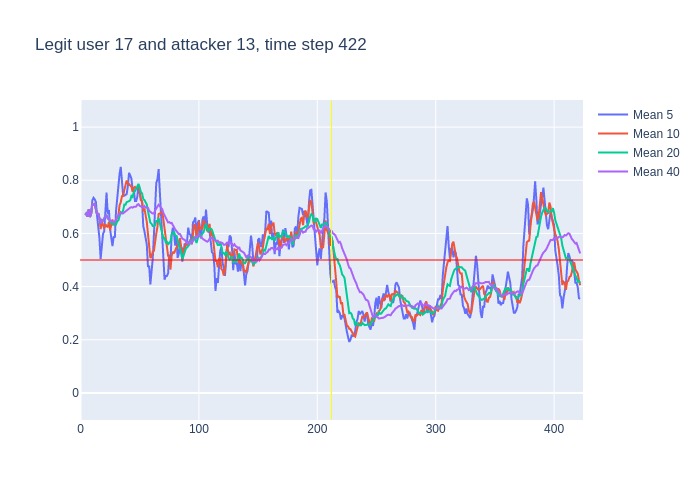 Legit user 17 and attacker 13, time step 422
Mean 5
Mean 10
Mean 20
Mean 40
1
0.8
0.6
0.4
0.2
0
0 100 200 300 400